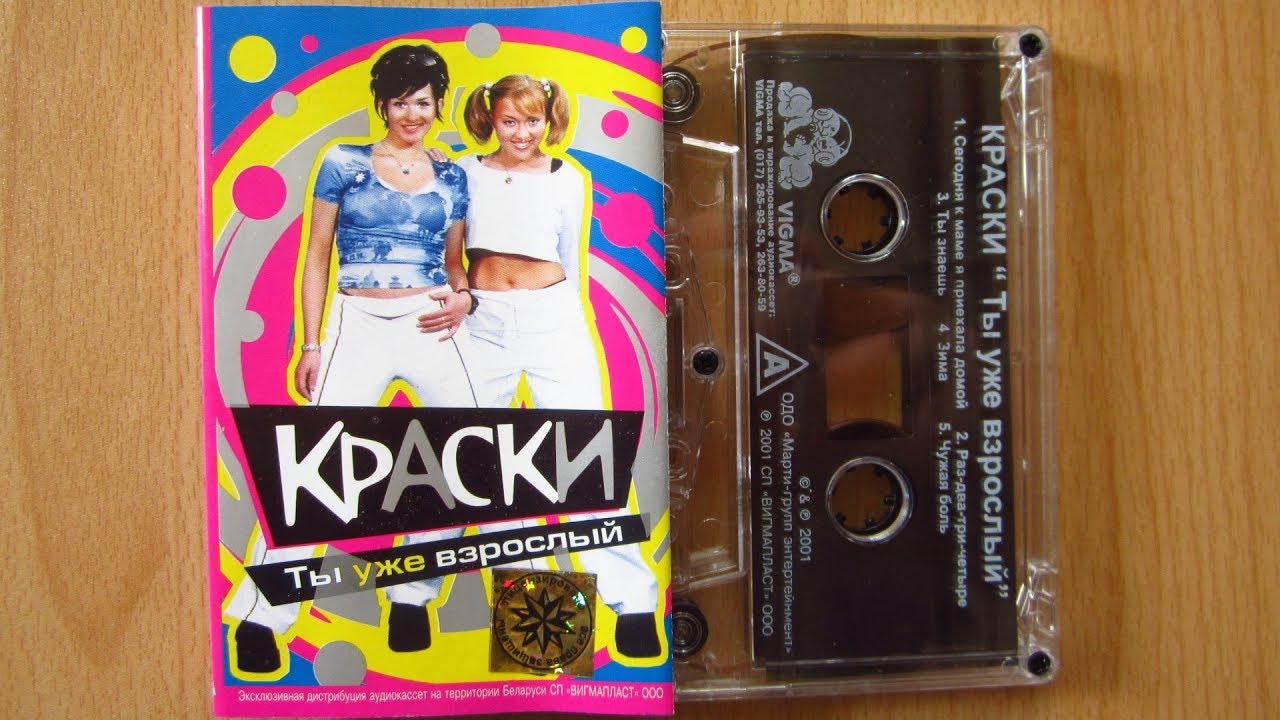 КРАСКИ
Ты уже взрослый
Эксклюзивная дистрибуция аудиокассет на территории Беларуси СП «ВИГМАПЛАСТ» ООО
КРАСКИ “ Ты уже взрослый”
1. Сегодня к маме я приехала домой 2. Раз-два-три-четыре
3. Ты знаешь 4 Зима 5. Чужая боль
VIGMA®
Продажа и тиражирование аудиокассет:
VIGMA тел. (017) 285-93-53, 263-80-59
A
©&℗ 2001
ОДО «Марти-групп энтертейнмент»
℗ 2001 СП «ВИГМАПЛАСТ» ООО